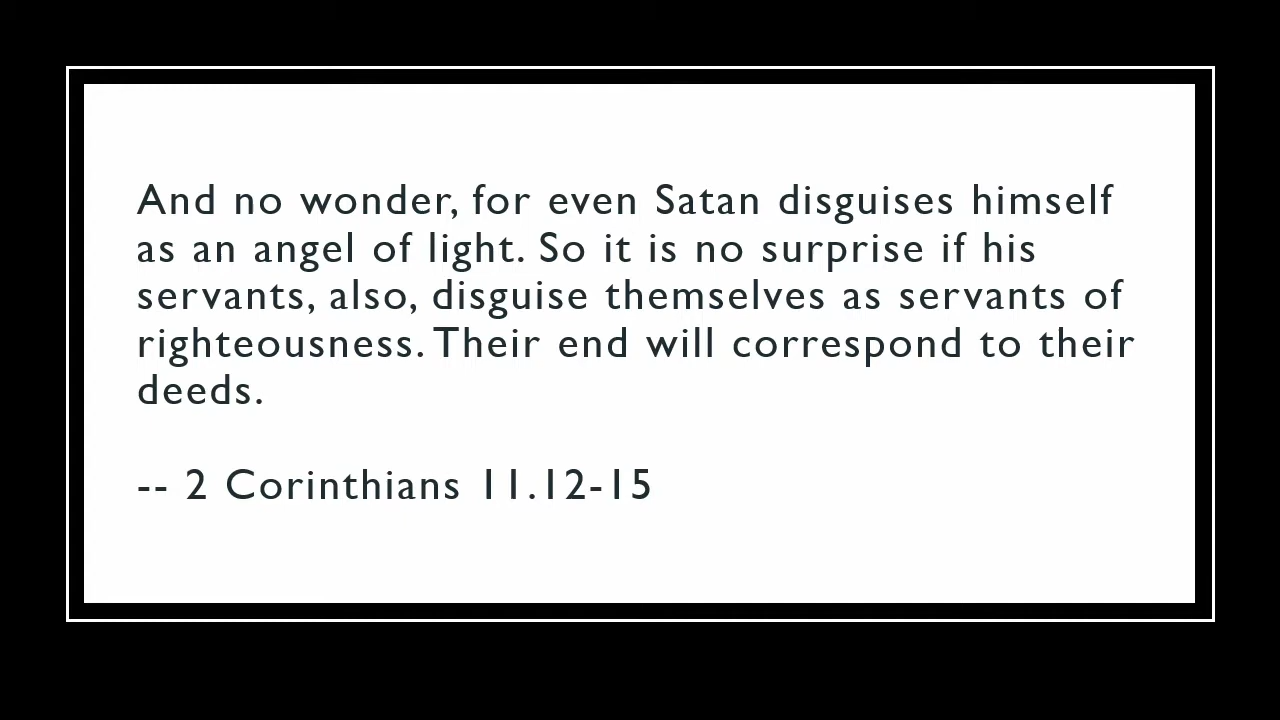 And no wonder, for even Satan disguises himself
as an angel of light. So it is no surprise if his
servants, also, disguise themselves as servants of
righteousness. Their end will correspond to their
deeds.
-- 2 Corinthians 11.12-15